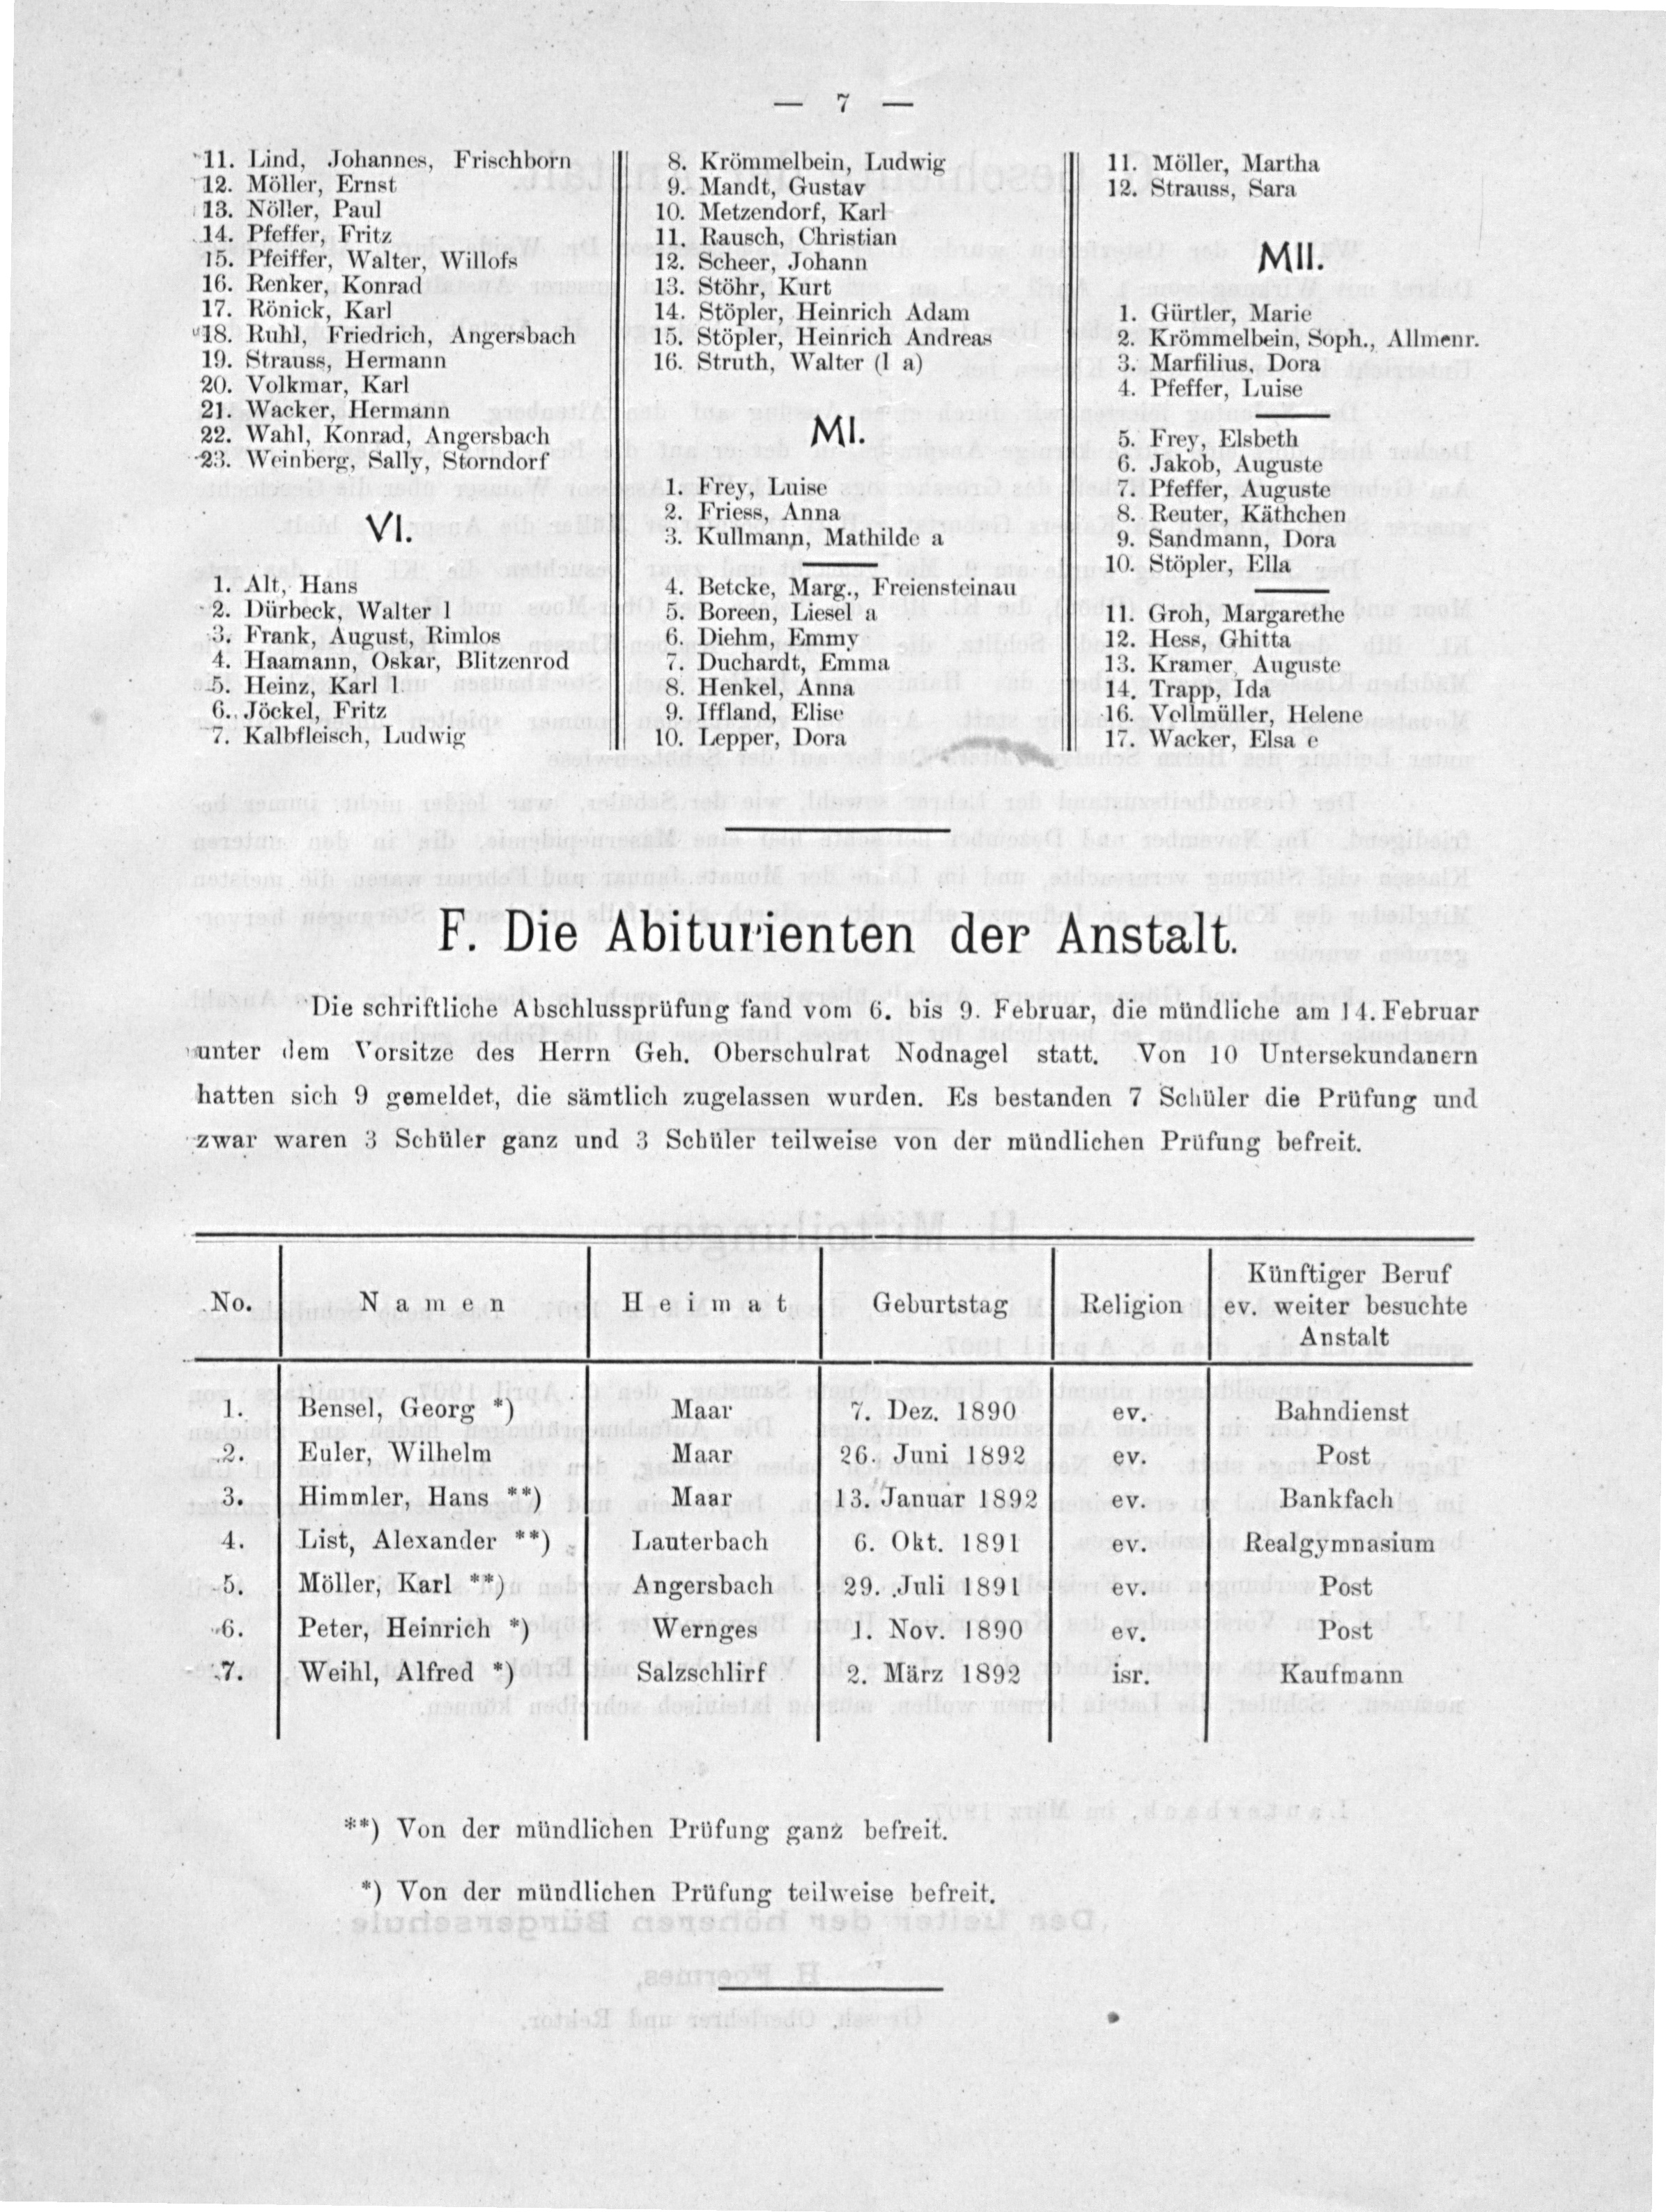 — 7 —
11. Lind, Johannes, Frischborn
12. Möller, Ernst
13. Nöller, Paul
14. Pfeffer, Fritz
15. Pfeiffer, Walter, Willofs
16. Renker, Konrad
17. Rönick, Karl
18. Ruhl, Friedrich, Angersbach
19. Strauss, Hermann
20. Volkmar, Karl
21. Wacker, Hermann
22. Wahl, Konrad, Angersbach
23. Weinberg, Sally, Storndorf
VI.
1. Alt, Hans
2. Dürbeck, Walter l
3. Frank, August, Rimlos
4. Haamann, Oskar, Blitzenrod
5. Heinz, Karl l
6. Jöckel, Fritz
7. Kalbfleisch, Ludwig
8. Krömmelbein, Ludwig
9. Mandt, Gustav
10. Metzendorf, Karl
11. Rausch, Christian
12. Scheer, Johann
13. Stöhr, Kurt
14. Stöpler, Heinrich Adam
15. Stöpler, Heinrich Andreas
16. Struth, Walter (l a)
MI.
1. Frey, Luise
2. Friess, Anna
3. Kullmann, Mathilde a
4. Betcke, Marg., Freiensteinau
5. Boreen, Liesel a
6. Diehm, Emmy
7. Duchardt, Emma
8. Henkel, Anna
9. Iffland, Elise
10. Lepper, Dora
11. Möller, Martha
12. Strauss, Sara
MII.
1. Gürtler, Marie
2. Krömmelbein, Soph., Allmenr.
3. Marfilius, Dora
4. Pfeffer, Luise
5. Frey, Elsbeth
6. Jakob, Auguste
7. Pfeffer, Auguste
8. Reuter, Käthchen
9. Sandmann, Dora
10. Stöpler, Ella
11. Groh, Margarethe
12. Hess, Ghitta
13. Kramer, Auguste
14. Trapp, Ida
16. Vollmüller, Helene
17. Wacker, Elsa e
F. Die Abiturienten der Anstalt.
Die schriftliche Abschlussprüfung fand vom 6. bis 9. Februar, die mündliche am 14. Februar
unter dem Vorsitze des Herrn Geh. Oberschulrat Nodnagel statt. Von 10 Untersekundanern
hatten sich 9 gemeldet, die sämtlich zugelassen wurden. Es bestanden 7 Schüler die Prüfung und
zwar waren 3 Schüler ganz und 3 Schüler teilweise von der mündlichen Prüfung befreit.
No. Namen Heimat Geburtstag Religion Künftiger Beruf
ev. weiter besuchte
Anstalt
1. Bensel, Georg *) Maar 7. Dez. 1890 ev. Bahndienst
2. Euler, Wilhelm Maar 26. Juni 1892 ev. Post
3. Himmler, Hans **) Maar 13. Januar 1892 ev. Bankfach
4. List, Alexander **) Lauterbach 6. Okt. 1891 ev. Realgymnasium
5. Möller, Karl **) Angersbach 29. Juli 1891 ev. Post
6. Peter, Heinrich *) Wernges 1. Nov. 1890 ev. Post
7. Weihl, Alfred *) Salzschlirf 2. März 1892 isr. Kaufmann
**) Von der mündlichen Prüfung ganz befreit.
*) Von der mündlichen Prüfung teilweise befreit.